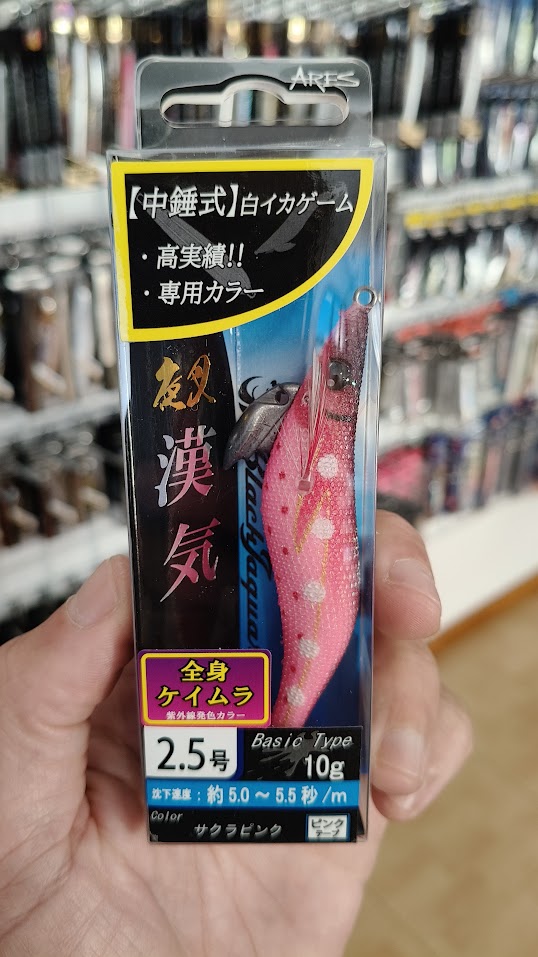 ARES
【中錘式】白イカゲーム
・高実績!!
・専用カラー
漢
気
Black Jaguar
全身
ケイムラ
紫外線発色カラー
2.5号
Basic Type
10g
沈下速度：約5.0～5.5秒/m
Color
サクラピンク
ピンク
テープ